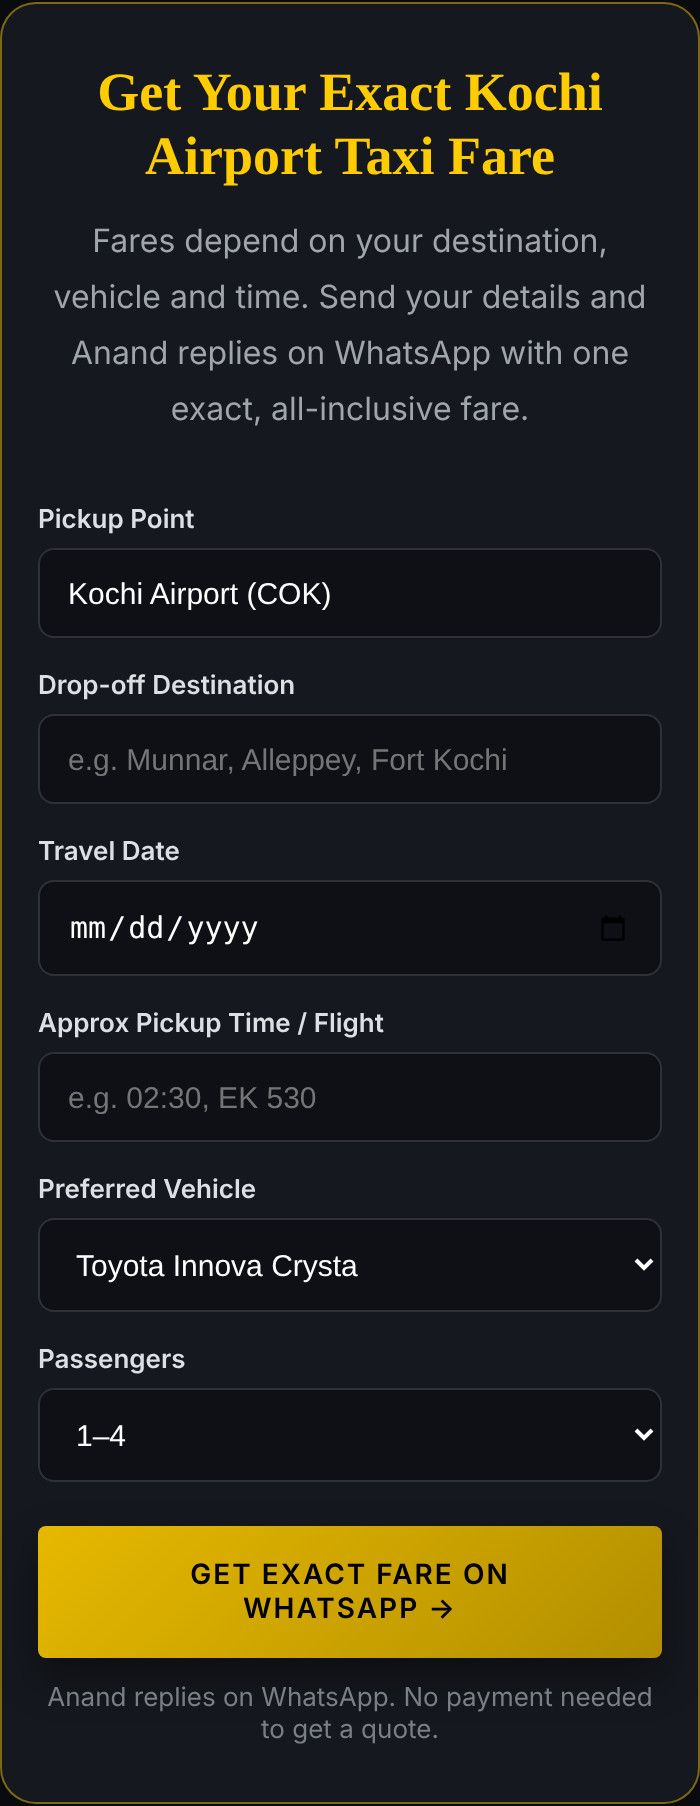 Get Your Exact Kochi
Airport Taxi Fare
Fares depend on your destination,
vehicle and time. Send your details and
Anand replies on WhatsApp with one
exact, all-inclusive fare.
Pickup Point
Kochi Airport (COK)
Drop-off Destination
e.g. Munnar, Alleppey, Fort Kochi
Travel Date
mm/dd/yyyy
Approx Pickup Time / Flight
e.g. 02:30, EK 530
Preferred Vehicle
Toyota Innova Crysta
Passengers
1–4
GET EXACT FARE ON
WHATSAPP →
Anand replies on WhatsApp. No payment needed
to get a quote.